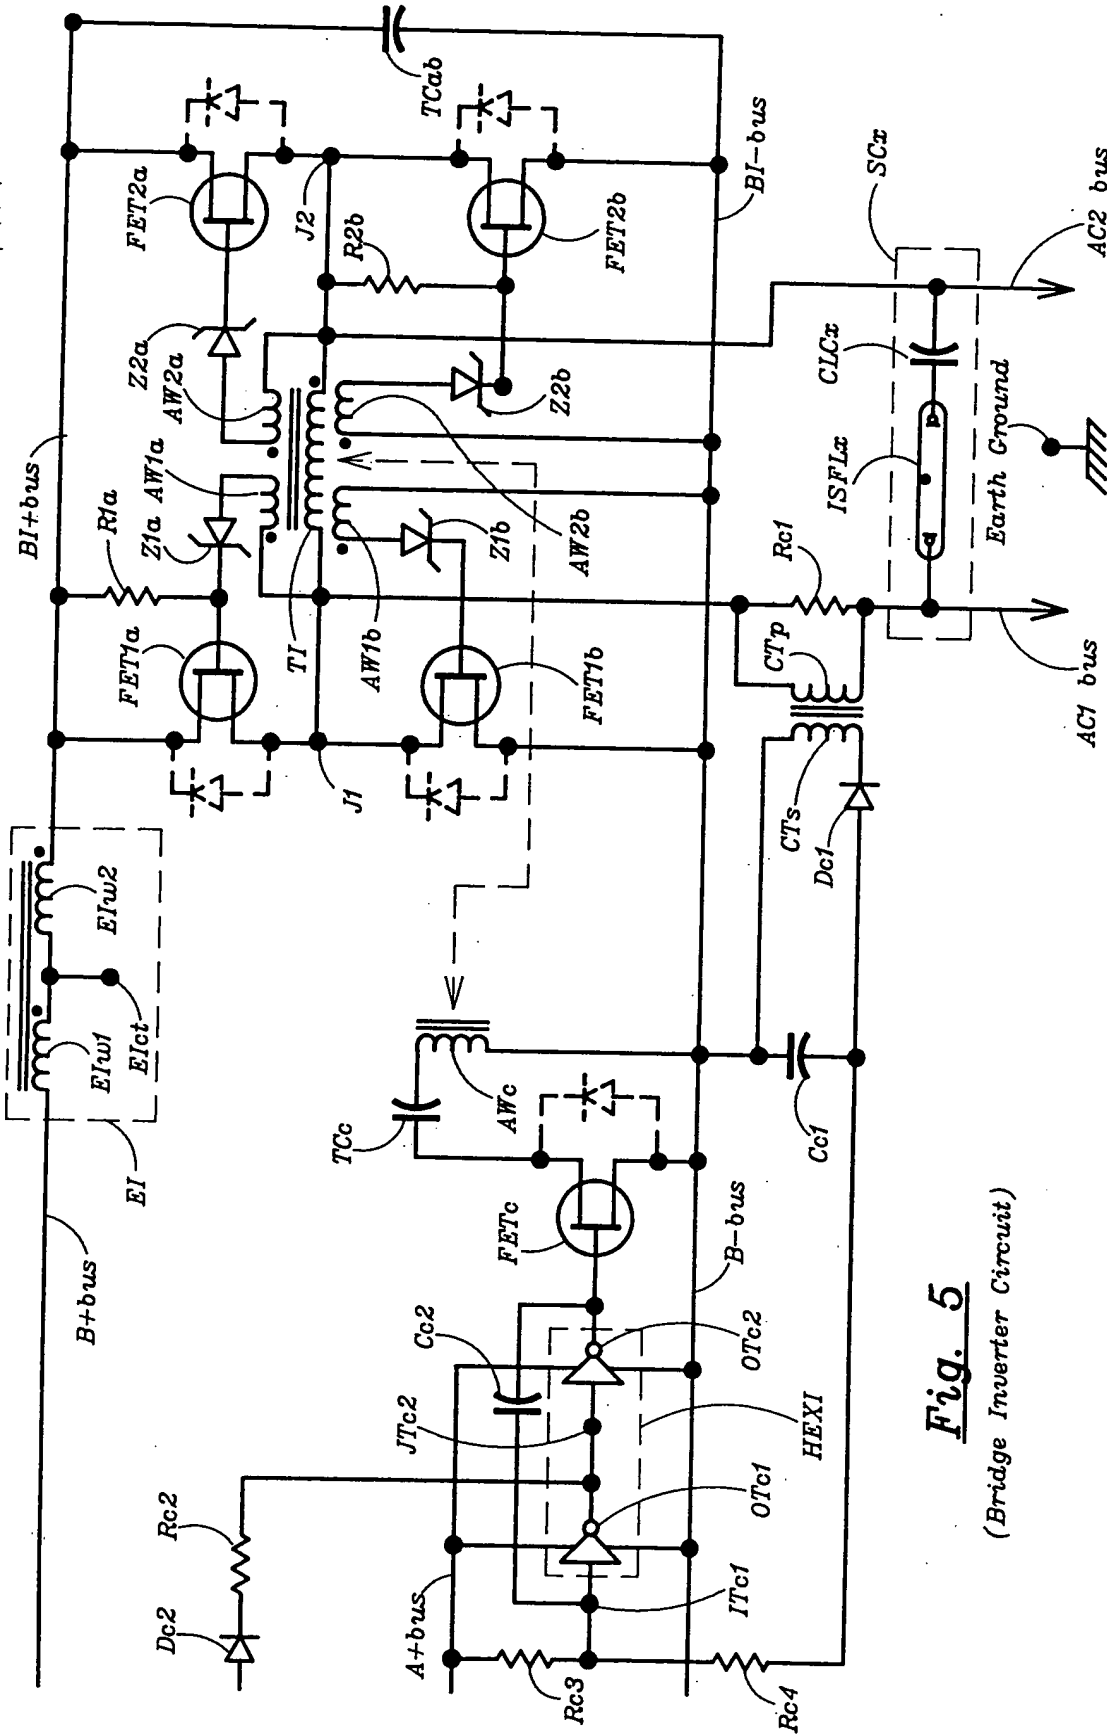 B+bus
EI
EIw1
EIct
EIw2
BI+bus
R1a
Z1a
AW1a
AW2a
Z2a
FET1a
FET2a
TCab
TI
J1
J2
R2b
AW1b
Z1b
AW2b
Z2b
FET1b
FET2b
BI-bus
Dc2
Rc2
A+bus
Cc2
JTc2
FETc
TCc
AWc
Rc3
ITc1
OTc1
HEXI
OTc2
B-bus
Rc4
Cc1
CTs
Dc1
CTp
Rc1
ISFLx
CLCx
SCx
Earth Ground
AC1 bus
AC2 bus
Fig. 5
(Bridge Inverter Circuit)